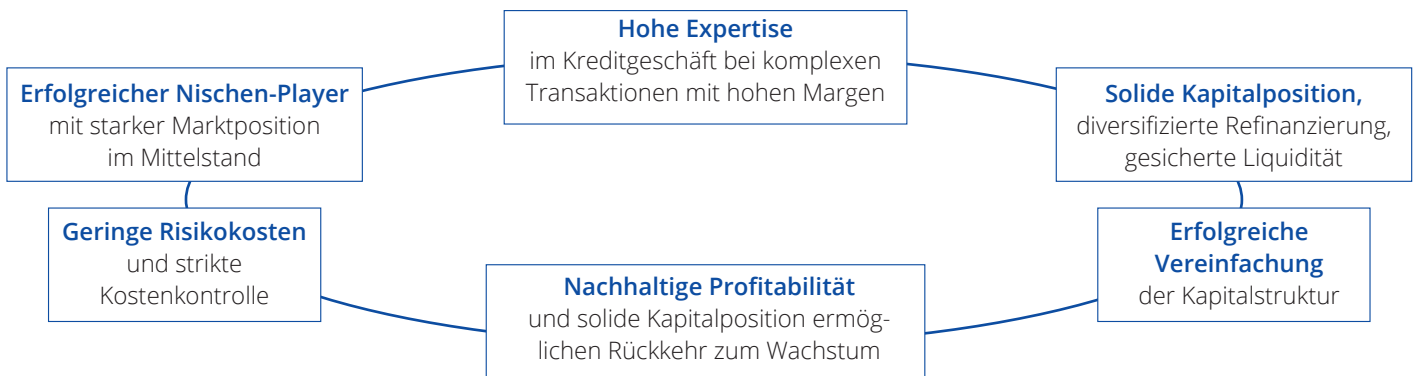 Hohe Expertise
im Kreditgeschäft bei komplexen
Transaktionen mit hohen Margen
Erfolgreicher Nischen-Player
mit starker Marktposition
im Mittelstand
Solide Kapitalposition,
diversifizierte Refinanzierung,
gesicherte Liquidität
Geringe Risikokosten
und strikte
Kostenkontrolle
Erfolgreiche
Vereinfachung
der Kapitalstruktur
Nachhaltige Profitabilität
und solide Kapitalposition ermög-
lichen Rückkehr zum Wachstum